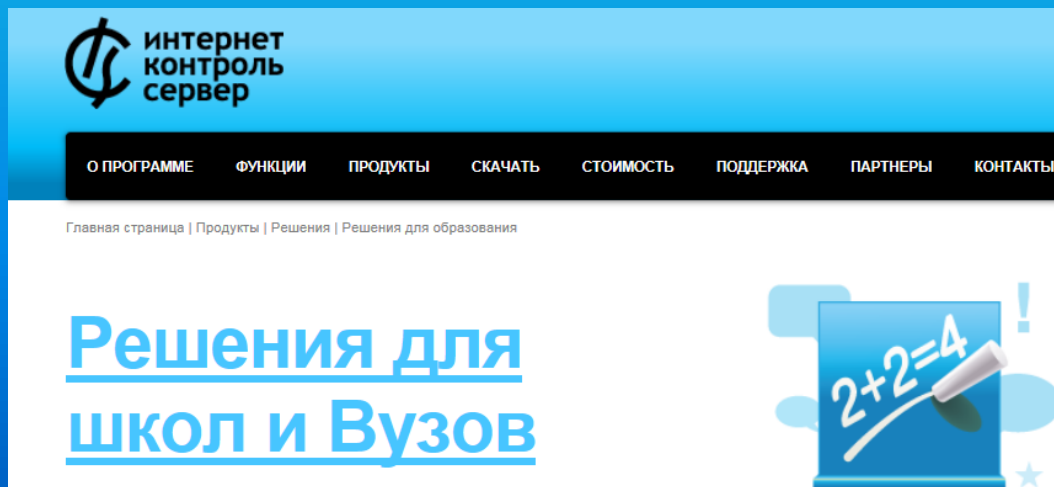 интернет
контроль
сервер
О ПРОГРАММЕ ФУНКЦИИ ПРОДУКТЫ СКАЧАТЬ СТОИМОСТЬ ПОДДЕРЖКА ПАРТНЕРЫ КОНТАКТЫ
Главная страница | Продукты | Решения | Решения для образования
Решения для
школ и Вузов
!
2+2=4